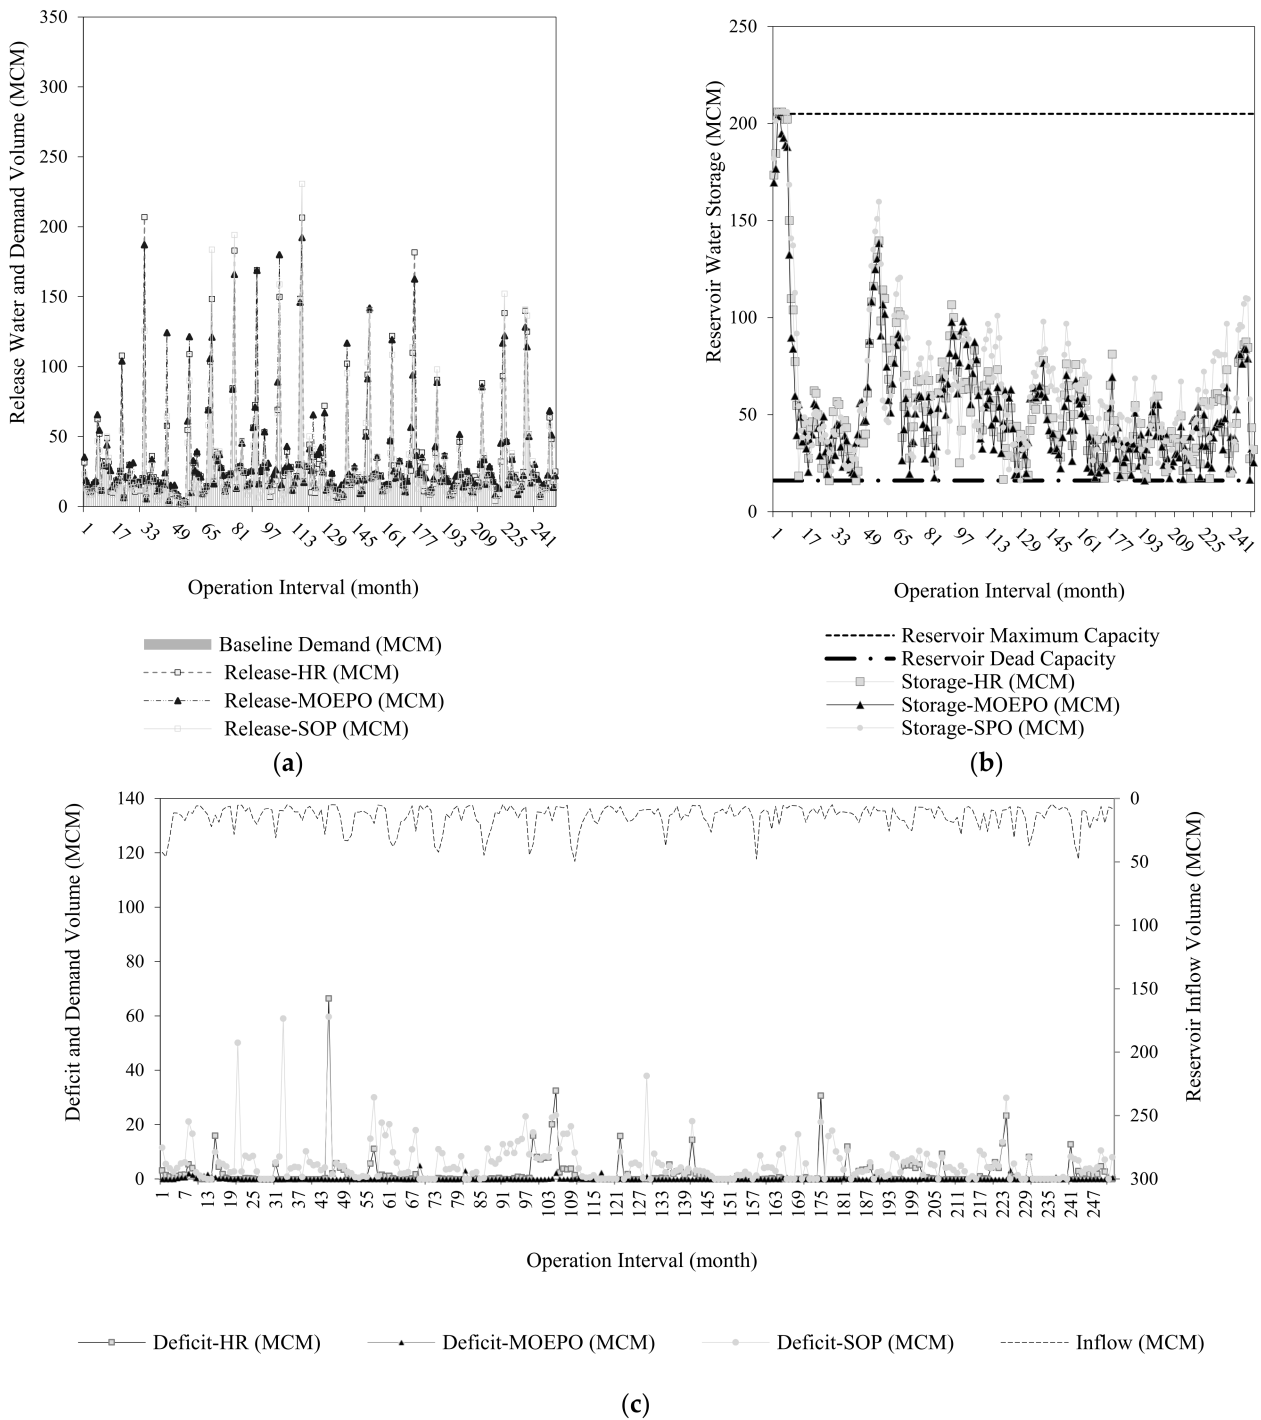 Release Water and Demand Volume (MCM)
350
300
250
200
150
100
50
0
1 17 33 49 65 81 97 113 129 145 161 177 193 209 225 241
Operation Interval (month)
Baseline Demand (MCM)
Release-HR (MCM)
Release-MOEPO (MCM)
Release-SOP (MCM)
(a)
Reservoir Water Storage (MCM)
250
200
150
100
50
0
1 17 33 49 65 81 97 113 129 145 161 177 193 209 225 241
Operation Interval (month)
Reservoir Maximum Capacity
Reservoir Dead Capacity
Storage-HR (MCM)
Storage-MOEPO (MCM)
Storage-SPO (MCM)
(b)
Deficit and Demand Volume (MCM)
140
120
100
80
60
40
20
0
1 7 13 19 25 31 37 43 49 55 61 67 73 79 85 91 97 103 109 115 121 127 133 139 145 151 157 163 169 175 181 187 193 199 205 211 217 223 229 235 241 247
0
50
100
150
200
250
300
Reservoir Inflow Volume (MCM)
Operation Interval (month)
Deficit-HR (MCM) Deficit-MOEPO (MCM) Deficit-SOP (MCM) Inflow (MCM)
(c)